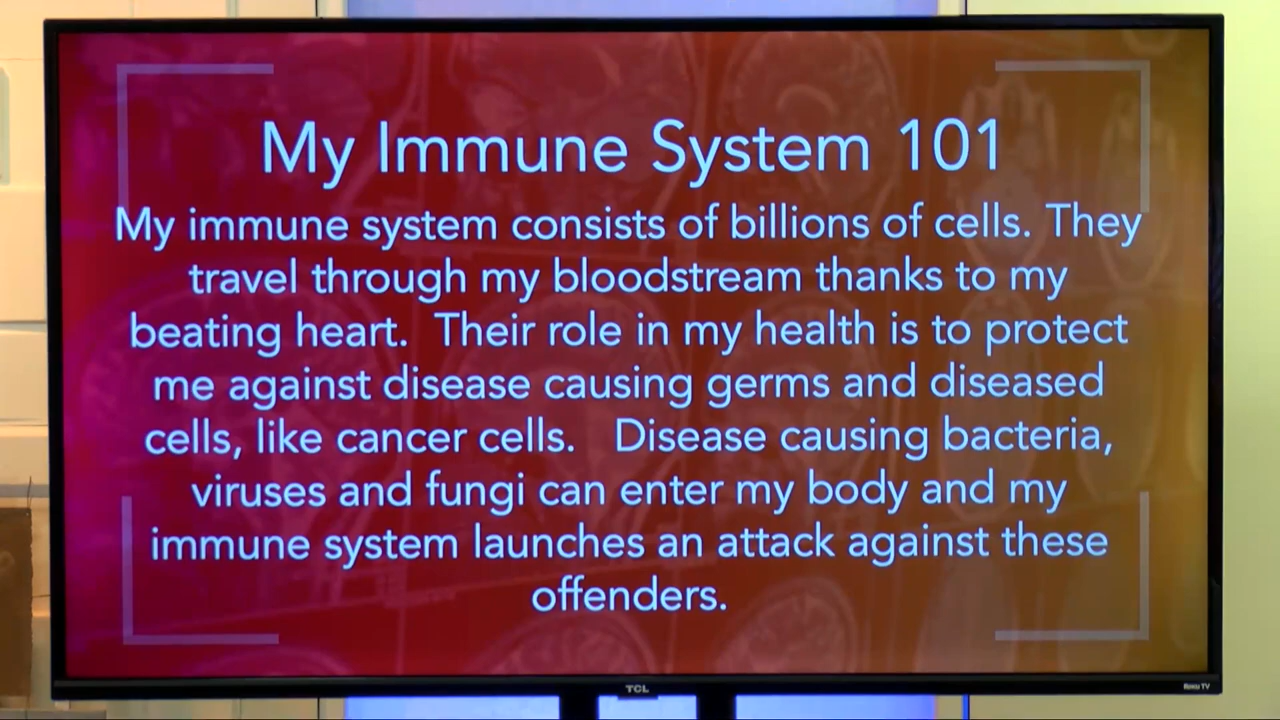 My Immune System 101
My immune system consists of billions of cells. They
travel through my bloodstream thanks to my
beating heart.  Their role in my health is to protect
me against disease causing germs and diseased
cells, like cancer cells.   Disease causing bacteria,
viruses and fungi can enter my body and my
immune system launches an attack against these
offenders.
TCL
Roku TV